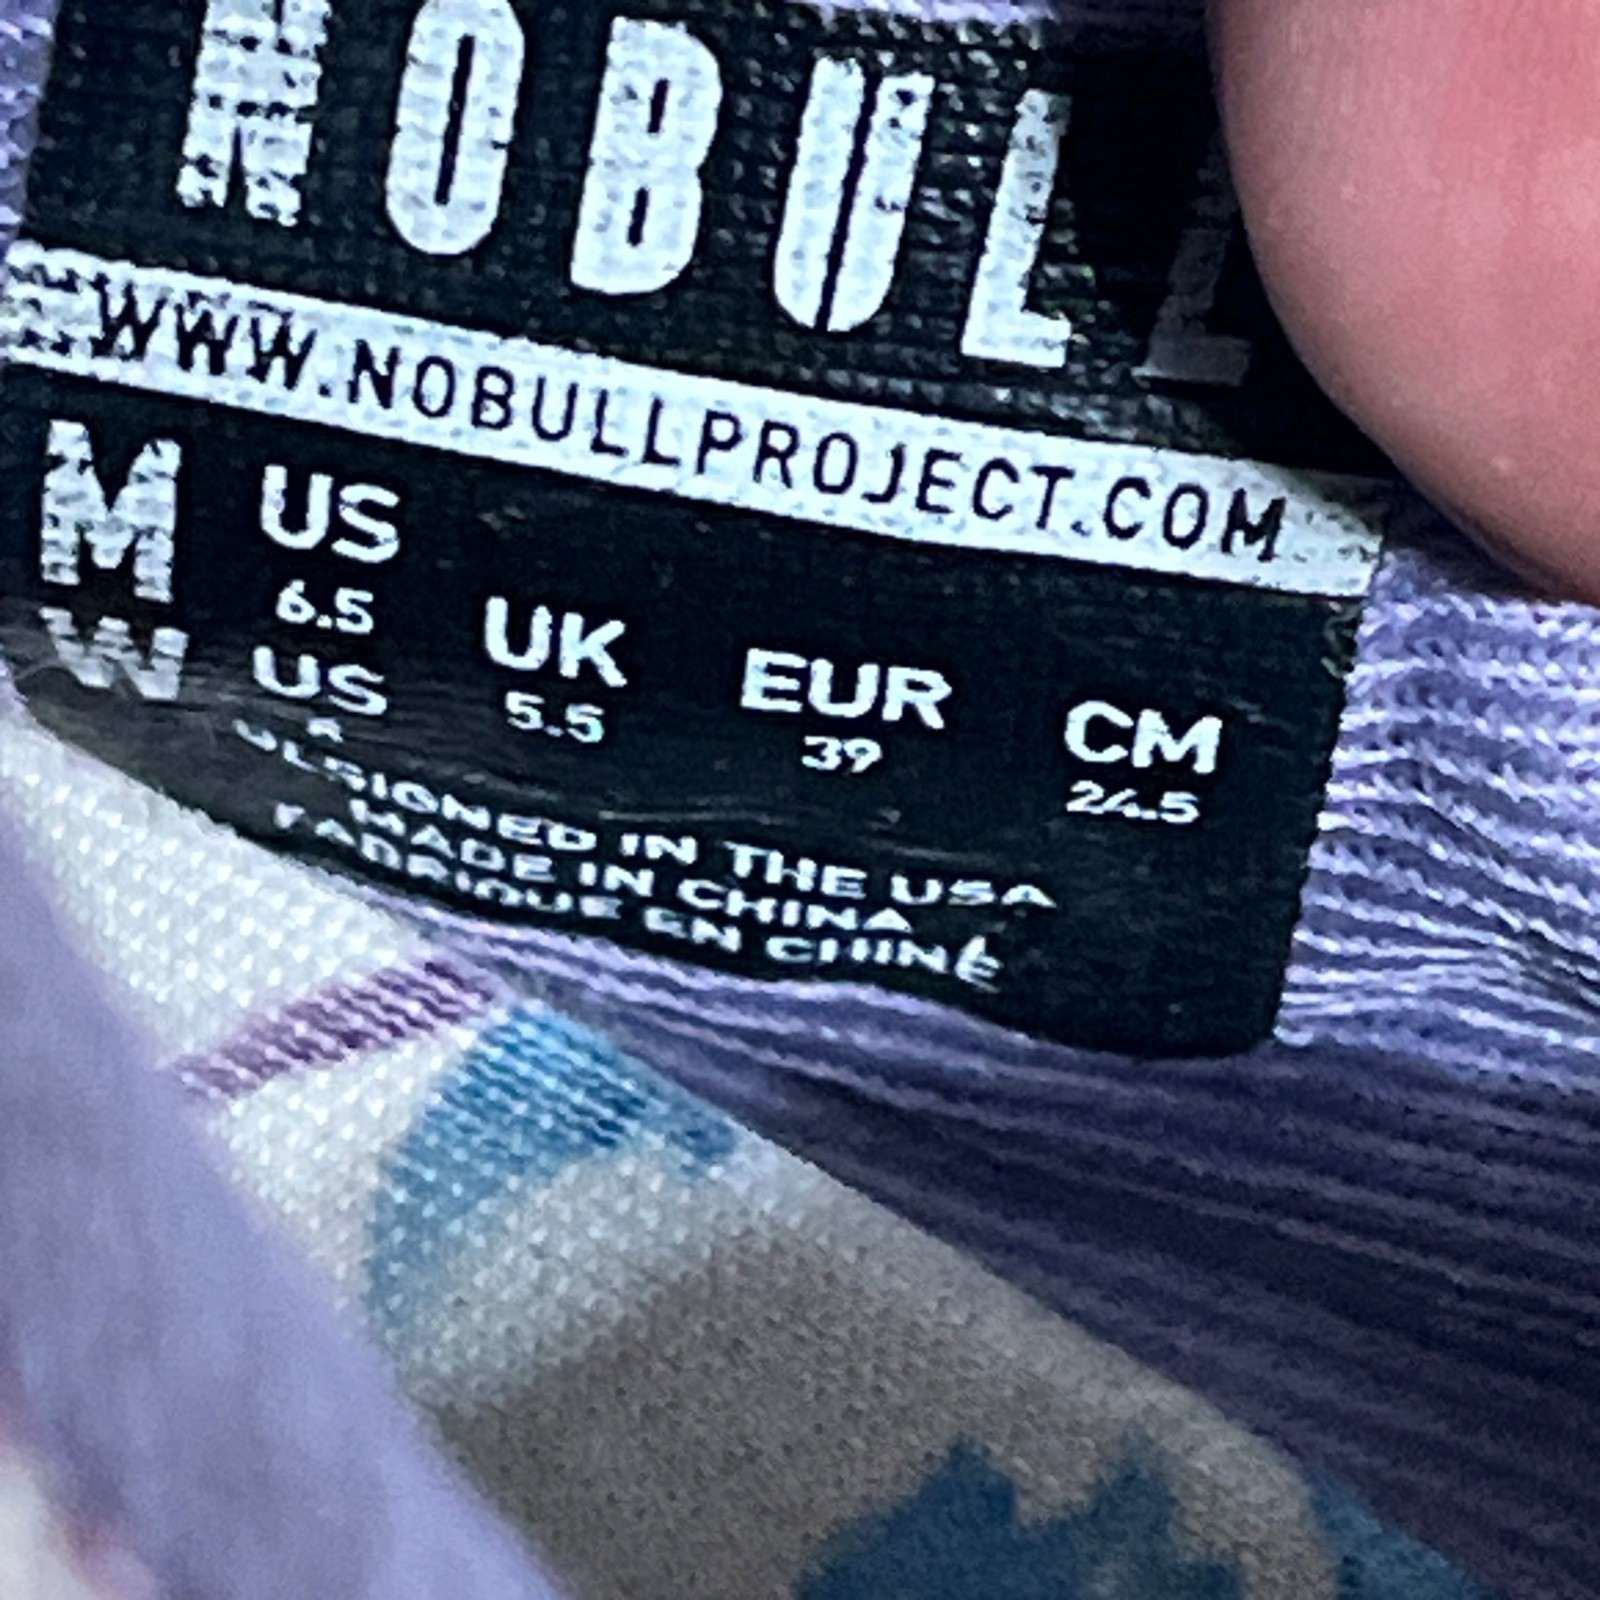 NOBULL
WWW.NOBULLPROJECT.COM
M US UK EUR CM
6.5 5.5 39 24.5
W US
8
DESIGNED IN THE USA
MADE IN CHINA
FABRIQUÉ EN CHINE